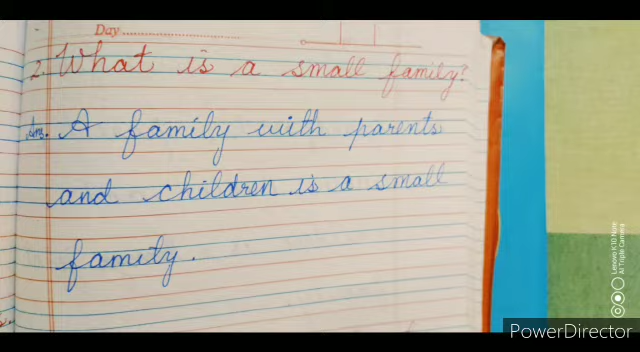 Day
2. What is a small family?
Ans. A family with parents
and children is a small
family.
Lenovo K10 Note
AI Triple Camera
PowerDirector